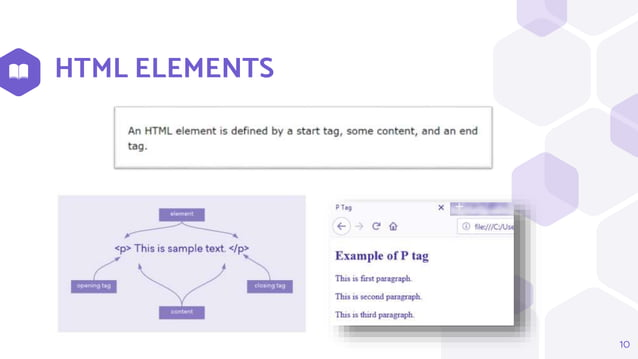 HTML ELEMENTS
An HTML element is defined by a start tag, some content, and an end
tag.
element
<p> This is sample text. </p>
opening tag
closing tag
content
P Tag
file:///C:/Use
Example of P tag
This is first paragraph.
This is second paragraph.
This is third paragraph.
10